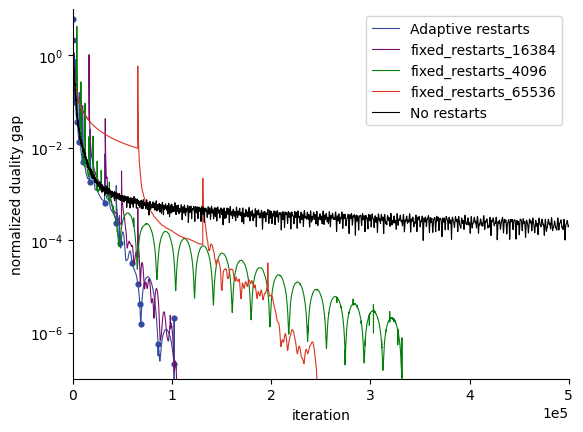 Adaptive restarts
fixed_restarts_16384
fixed_restarts_4096
fixed_restarts_65536
No restarts
normalized duality gap
10^0
10^-2
10^-4
10^-6
0 1 2 3 4 5
1e5
iteration